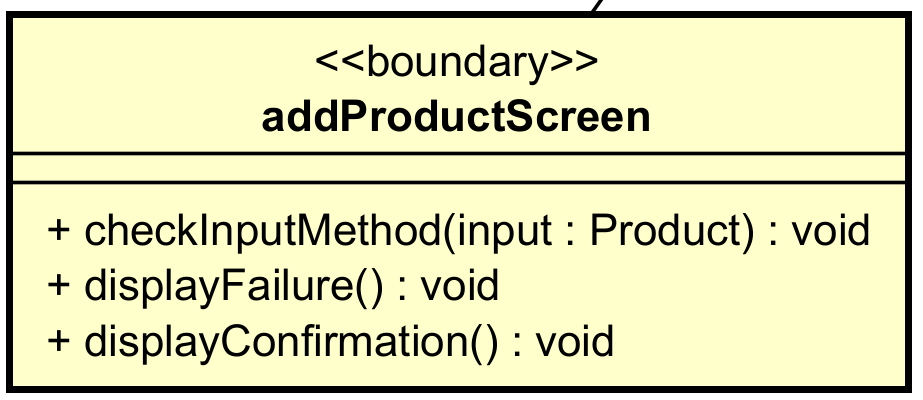 <<boundary>>
addProductScreen
+ checkInputMethod(input : Product) : void
+ displayFailure() : void
+ displayConfirmation() : void